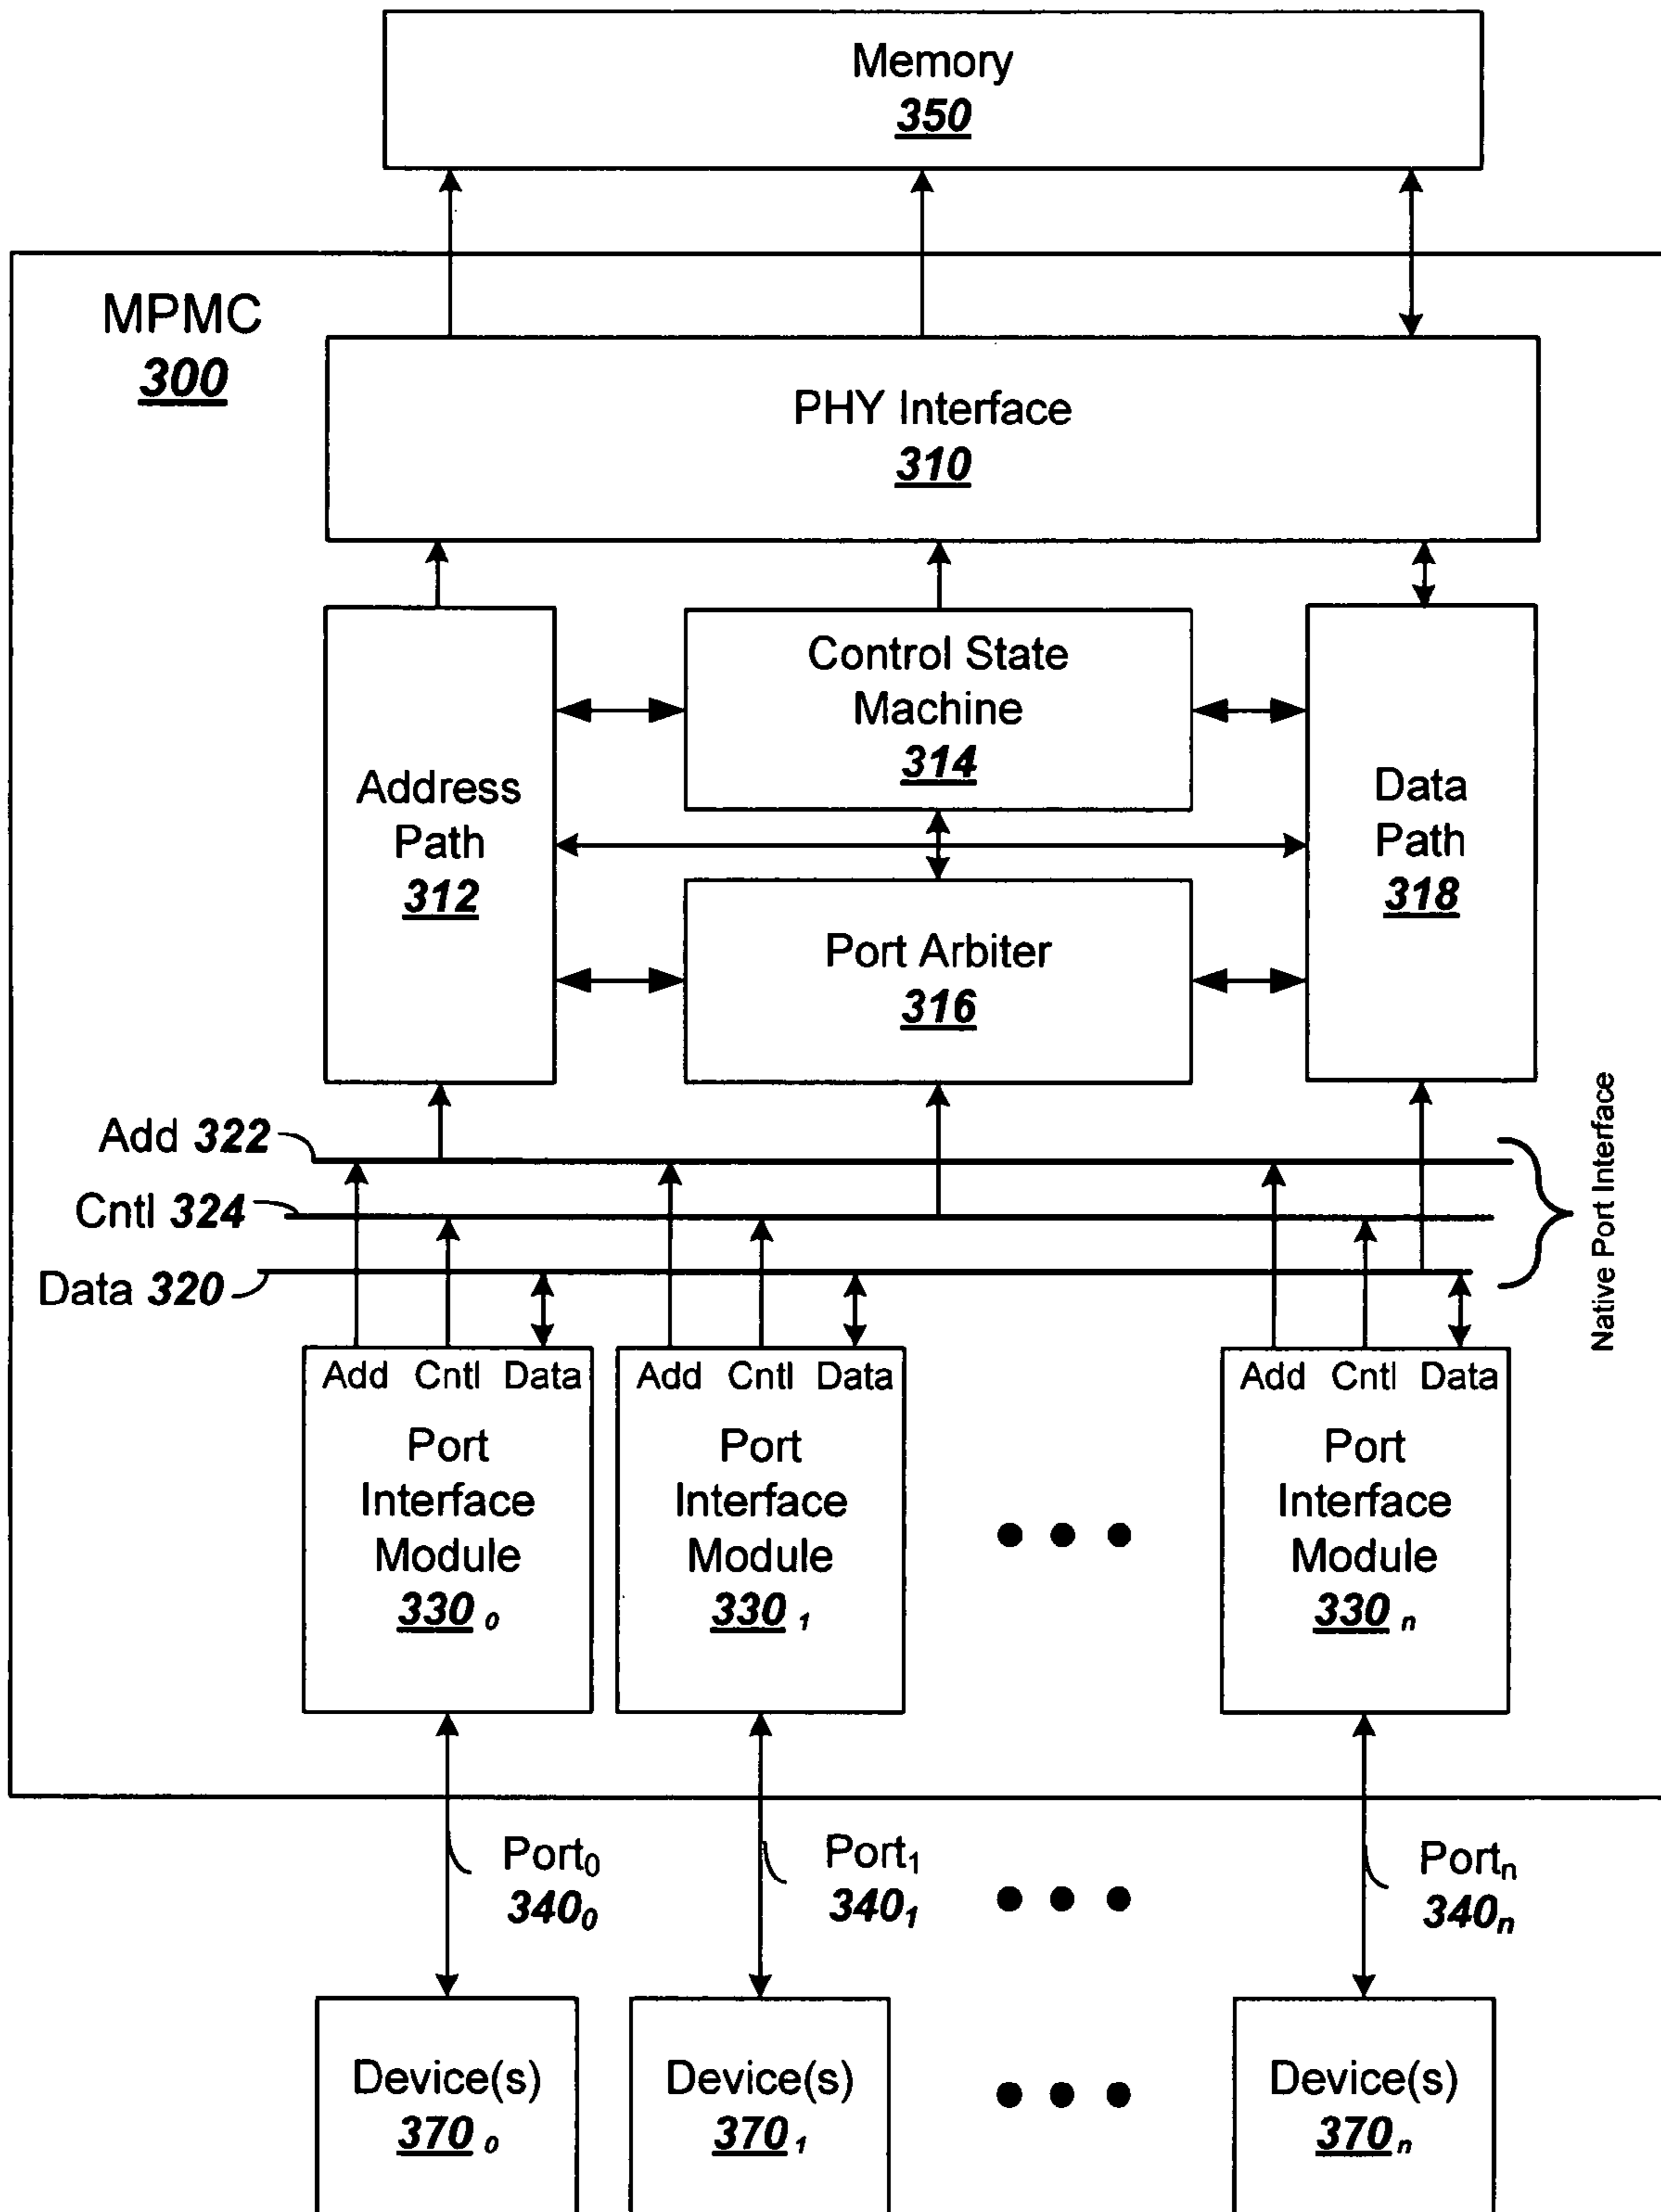 Memory
350
MPMC
300
PHY Interface
310
Control State
Machine
314
Address
Path
312
Data
Path
318
Port Arbiter
316
Add 322
Cntl 324
Data 320
Native Port Interface
Add Cntl Data
Port
Interface
Module
330 0
Add Cntl Data
Port
Interface
Module
330 1
Add Cntl Data
Port
Interface
Module
330 n
Port0
3400
Port1
3401
Portn
340n
Device(s)
370 0
Device(s)
370 1
Device(s)
370 n